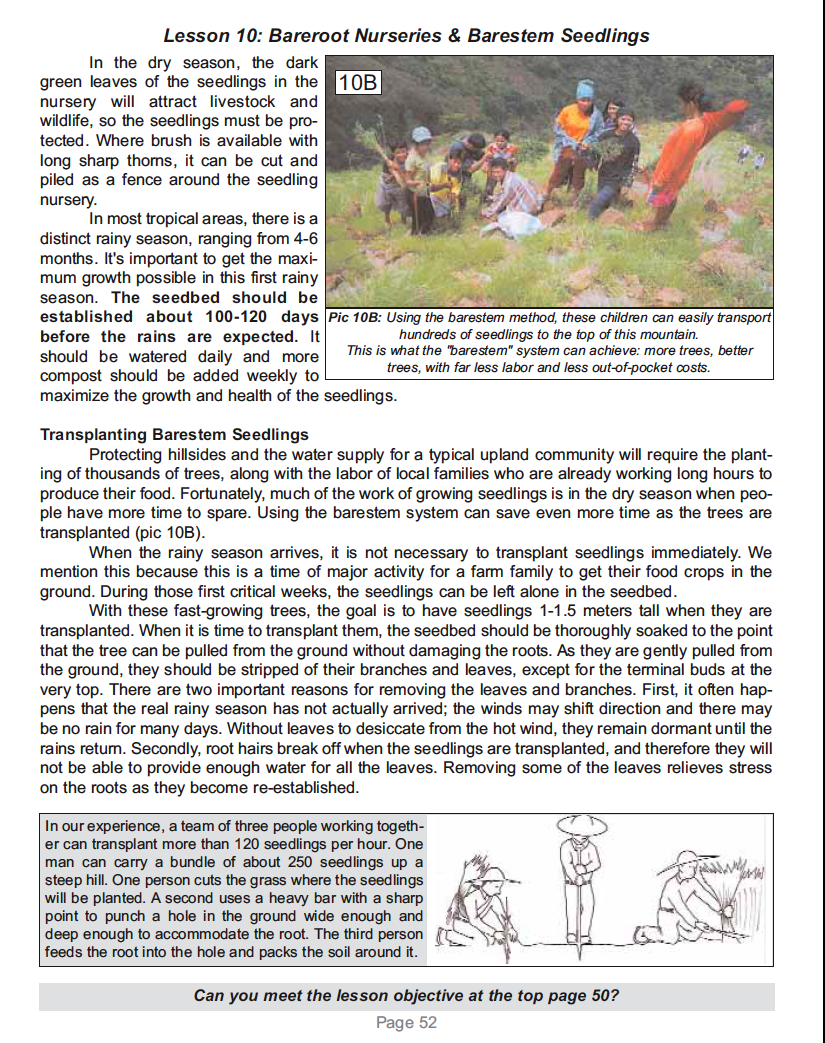 Lesson 10: Bareroot Nurseries & Barestem Seedlings
In the dry season, the dark
green leaves of the seedlings in the
nursery will attract livestock and
wildlife, so the seedlings must be pro-
tected. Where brush is available with
long sharp thorns, it can be cut and
piled as a fence around the seedling
nursery.
In most tropical areas, there is a
distinct rainy season, ranging from 4-6
months. It's important to get the maxi-
mum growth possible in this first rainy
season. The seedbed should be
established about 100-120 days
before the rains are expected. It
should be watered daily and more
compost should be added weekly to
maximize the growth and health of the seedlings.
10B
Pic 10B: Using the barestem method, these children can easily transport
hundreds of seedlings to the top of this mountain.
This is what the "barestem" system can achieve: more trees, better
trees, with far less labor and less out-of-pocket costs.
Transplanting Barestem Seedlings
Protecting hillsides and the water supply for a typical upland community will require the plant-
ing of thousands of trees, along with the labor of local families who are already working long hours to
produce their food. Fortunately, much of the work of growing seedlings is in the dry season when peo-
ple have more time to spare. Using the barestem system can save even more time as the trees are
transplanted (pic 10B).
When the rainy season arrives, it is not necessary to transplant seedlings immediately. We
mention this because this is a time of major activity for a farm family to get their food crops in the
ground. During those first critical weeks, the seedlings can be left alone in the seedbed.
With these fast-growing trees, the goal is to have seedlings 1-1.5 meters tall when they are
transplanted. When it is time to transplant them, the seedbed should be thoroughly soaked to the point
that the tree can be pulled from the ground without damaging the roots. As they are gently pulled from
the ground, they should be stripped of their branches and leaves, except for the terminal buds at the
very top. There are two important reasons for removing the leaves and branches. First, it often hap-
pens that the real rainy season has not actually arrived; the winds may shift direction and there may
be no rain for many days. Without leaves to desiccate from the hot wind, they remain dormant until the
rains return. Secondly, root hairs break off when the seedlings are transplanted, and therefore they will
not be able to provide enough water for all the leaves. Removing some of the leaves relieves stress
on the roots as they become re-established.
In our experience, a team of three people working togeth-
er can transplant more than 120 seedlings per hour. One
man can carry a bundle of about 250 seedlings up a
steep hill. One person cuts the grass where the seedlings
will be planted. A second uses a heavy bar with a sharp
point to punch a hole in the ground wide enough and
deep enough to accommodate the root. The third person
feeds the root into the hole and packs the soil around it.
Can you meet the lesson objective at the top page 50?
Page 52